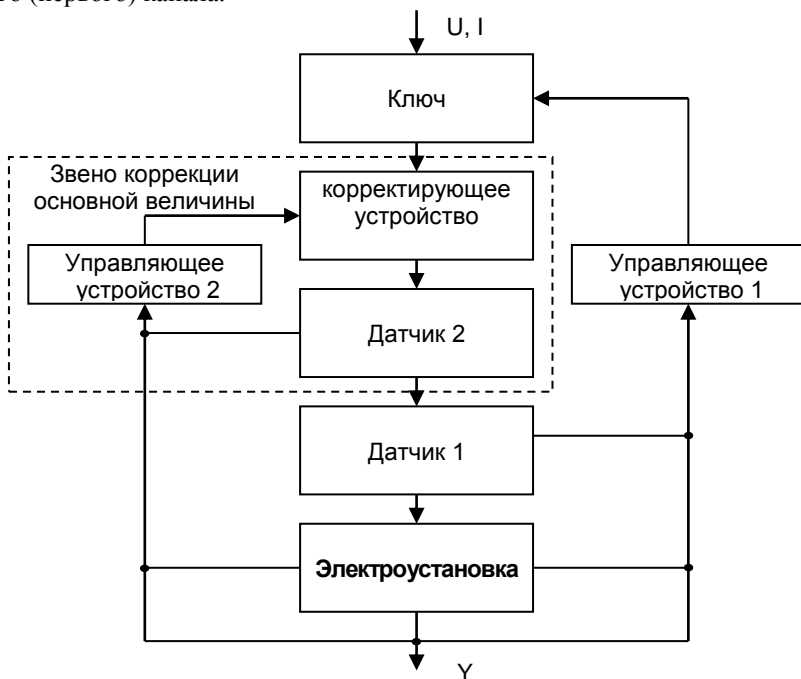 (первого) канала.
U, I
Ключ
Звено коррекции
основной величины
корректирующее
устройство
Управляющее
устройство 2
Управляющее
устройство 1
Датчик 2
Датчик 1
Электроустановка
Y